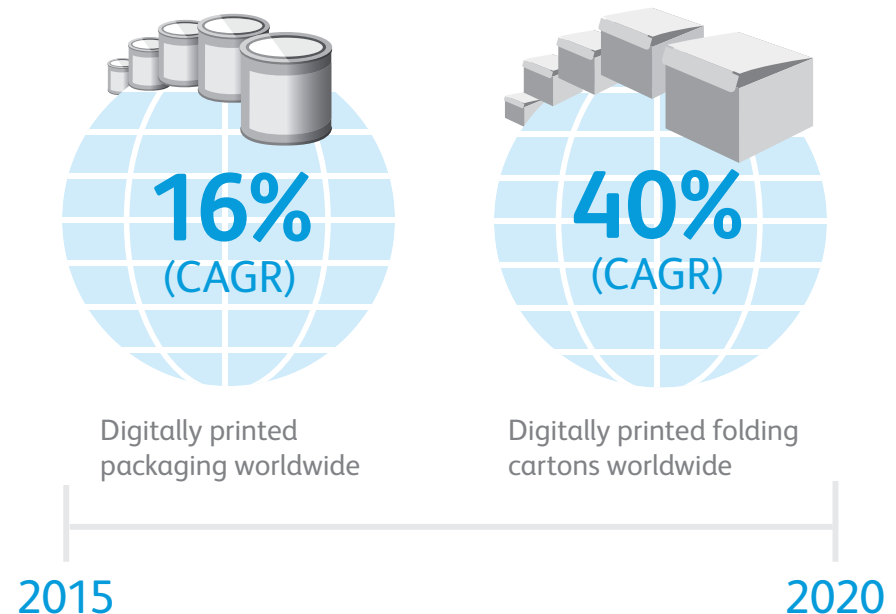 16%
(CAGR)
Digitally printed
packaging worldwide
40%
(CAGR)
Digitally printed folding
cartons worldwide
2015
2020